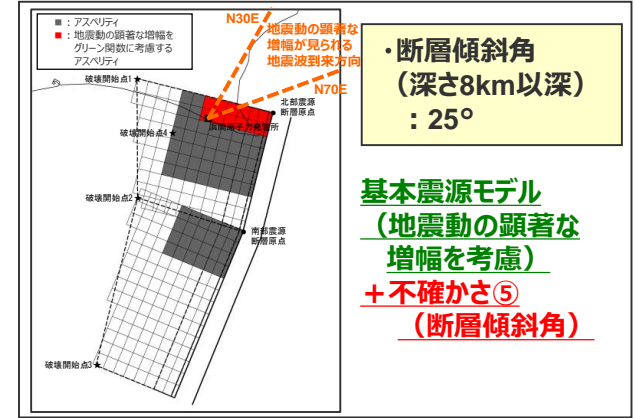 ■：アスペリティ
■：地震動の顕著な増幅を
グリーン関数に考慮する
アスペリティ
N30E
地震動の顕著な
増幅が見られる
地震波到来方向
N70E
破壊開始点1
北部震源
断層原点
浜岡原子力発電所
破壊開始点4
破壊開始点2
南部震源
断層原点
破壊開始点3
・断層傾斜角
（深さ8km以深）
：25°
基本震源モデル
（地震動の顕著な
増幅を考慮）
＋不確かさ⑤
（断層傾斜角）